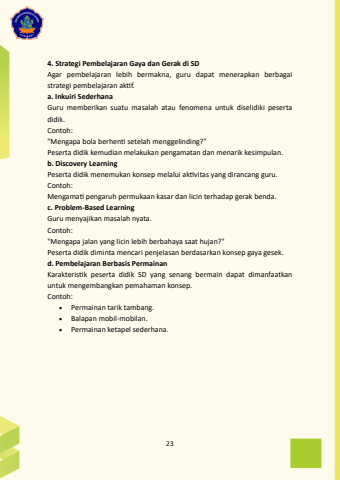 4. Strategi Pembelajaran Gaya dan Gerak di SD
Agar pembelajaran lebih bermakna, guru dapat menerapkan berbagai
strategi pembelajaran aktif.
a. Inkuiri Sederhana
Guru memberikan suatu masalah atau fenomena untuk diselidiki peserta
didik.
Contoh:
"Mengapa bola berhenti setelah menggelinding?"
Peserta didik kemudian melakukan pengamatan dan menarik kesimpulan.
b. Discovery Learning
Peserta didik menemukan konsep melalui aktivitas yang dirancang guru.
Contoh:
Mengamati pengaruh permukaan kasar dan licin terhadap gerak benda.
c. Problem-Based Learning
Guru menyajikan masalah nyata.
Contoh:
"Mengapa jalan yang licin lebih berbahaya saat hujan?"
Peserta didik diminta mencari penjelasan berdasarkan konsep gaya gesek.
d. Pembelajaran Berbasis Permainan
Karakteristik peserta didik SD yang senang bermain dapat dimanfaatkan
untuk mengembangkan pemahaman konsep.
Contoh:
• Permainan tarik tambang.
• Balapan mobil-mobilan.
• Permainan ketapel sederhana.
23